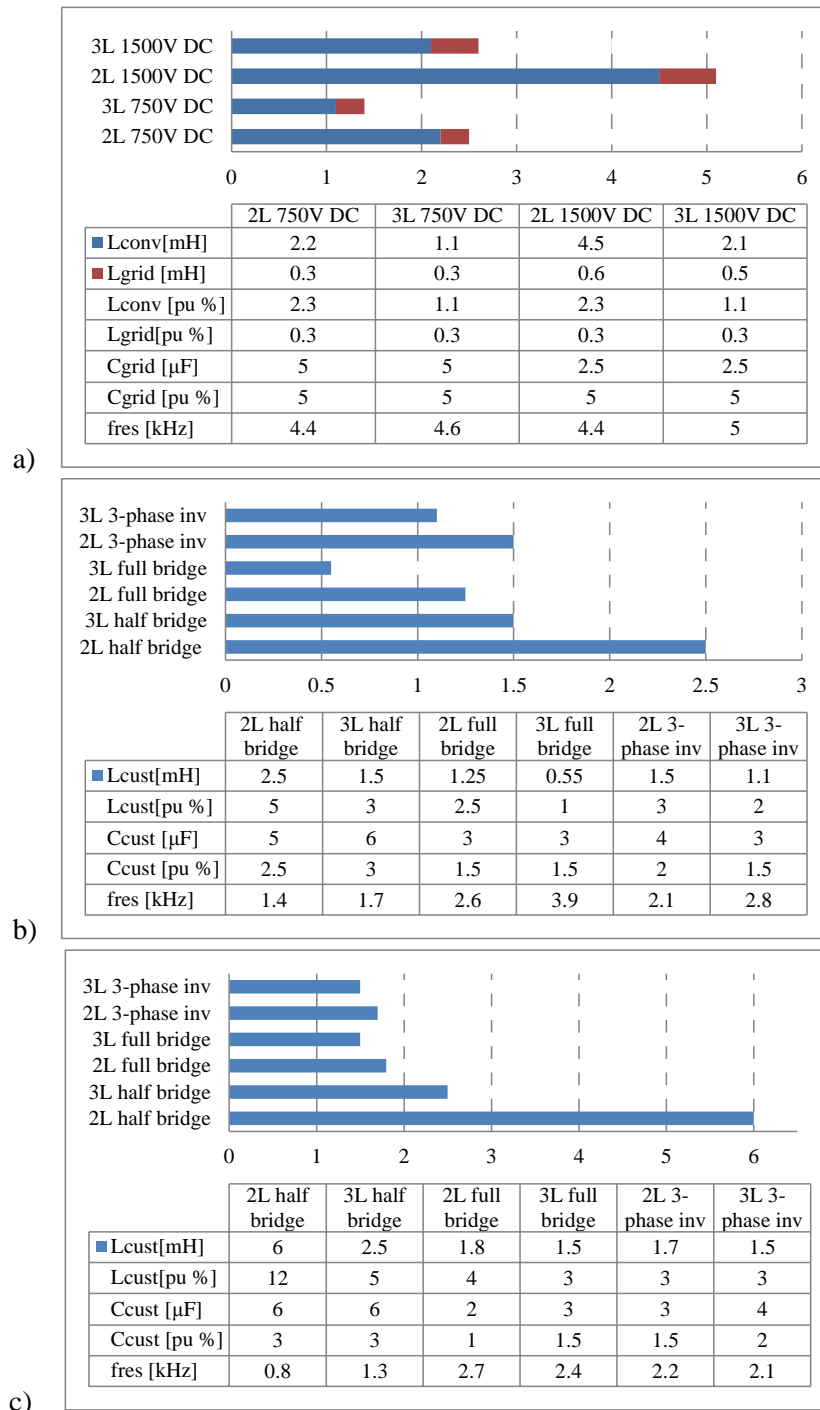 3L 1500V DC
2L 1500V DC
3L 750V DC
2L 750V DC
0 1 2 3 4 5 6
2L 750V DC 3L 750V DC 2L 1500V DC 3L 1500V DC
Lconv[mH] 2.2 1.1 4.5 2.1
Lgrid [mH] 0.3 0.3 0.6 0.5
Lconv [pu %] 2.3 1.1 2.3 1.1
Lgrid[pu %] 0.3 0.3 0.3 0.3
Cgrid [µF] 5 5 2.5 2.5
Cgrid [pu %] 5 5 5 5
fres [kHz] 4.4 4.6 4.4 5
a)
3L 3-phase inv
2L 3-phase inv
3L full bridge
2L full bridge
3L half bridge
2L half bridge
0 0.5 1 1.5 2 2.5 3
2L half 3L half 2L full 3L full 2L 3- 3L 3-
bridge bridge bridge bridge phase inv phase inv
Lcust[mH] 2.5 1.5 1.25 0.55 1.5 1.1
Lcust[pu %] 5 3 2.5 1 3 2
Ccust [µF] 5 6 3 3 4 3
Ccust [pu %] 2.5 3 1.5 1.5 2 1.5
fres [kHz] 1.4 1.7 2.6 3.9 2.1 2.8
b)
3L 3-phase inv
2L 3-phase inv
3L full bridge
2L full bridge
3L half bridge
2L half bridge
0 1 2 3 4 5 6
2L half 3L half 2L full 3L full 2L 3- 3L 3-
bridge bridge bridge bridge phase inv phase inv
Lcust[mH] 6 2.5 1.8 1.5 1.7 1.5
Lcust[pu %] 12 5 4 3 3 3
Ccust [µF] 6 6 2 3 3 4
Ccust [pu %] 3 3 1 1.5 1.5 2
fres [kHz] 0.8 1.3 2.7 2.4 2.2 2.1
c)